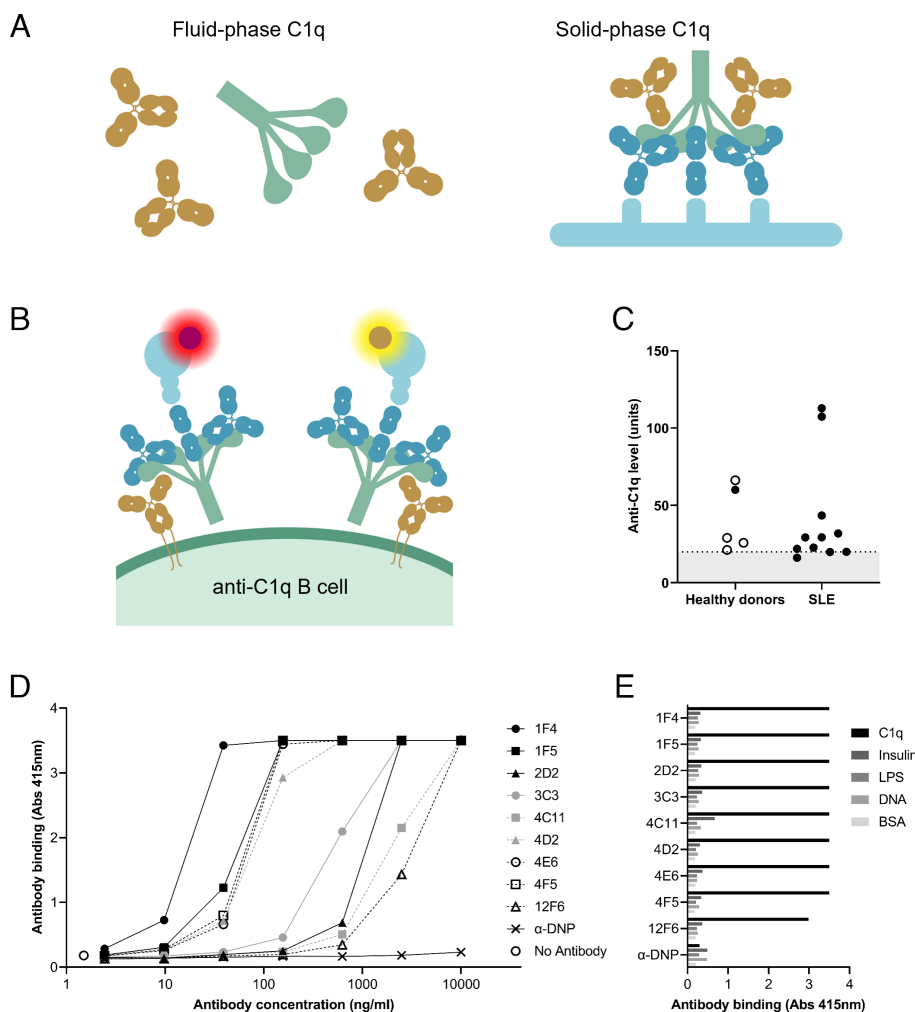 A
Fluid-phase C1q
Solid-phase C1q
B
anti-C1q B cell
C
Anti-C1q level (units)
150
100
50
0
Healthy donors
SLE
D
Antibody binding (Abs 415nm)
4
3
2
1
0
1
10
100
1000
10000
Antibody concentration (ng/ml)
1F4
1F5
2D2
3C3
4C11
4D2
4E6
4F5
12F6
α-DNP
No Antibody
E
1F4
1F5
2D2
3C3
4C11
4D2
4E6
4F5
12F6
α-DNP
0
1
2
3
4
Antibody binding (Abs 415nm)
C1q
Insulin
LPS
DNA
BSA